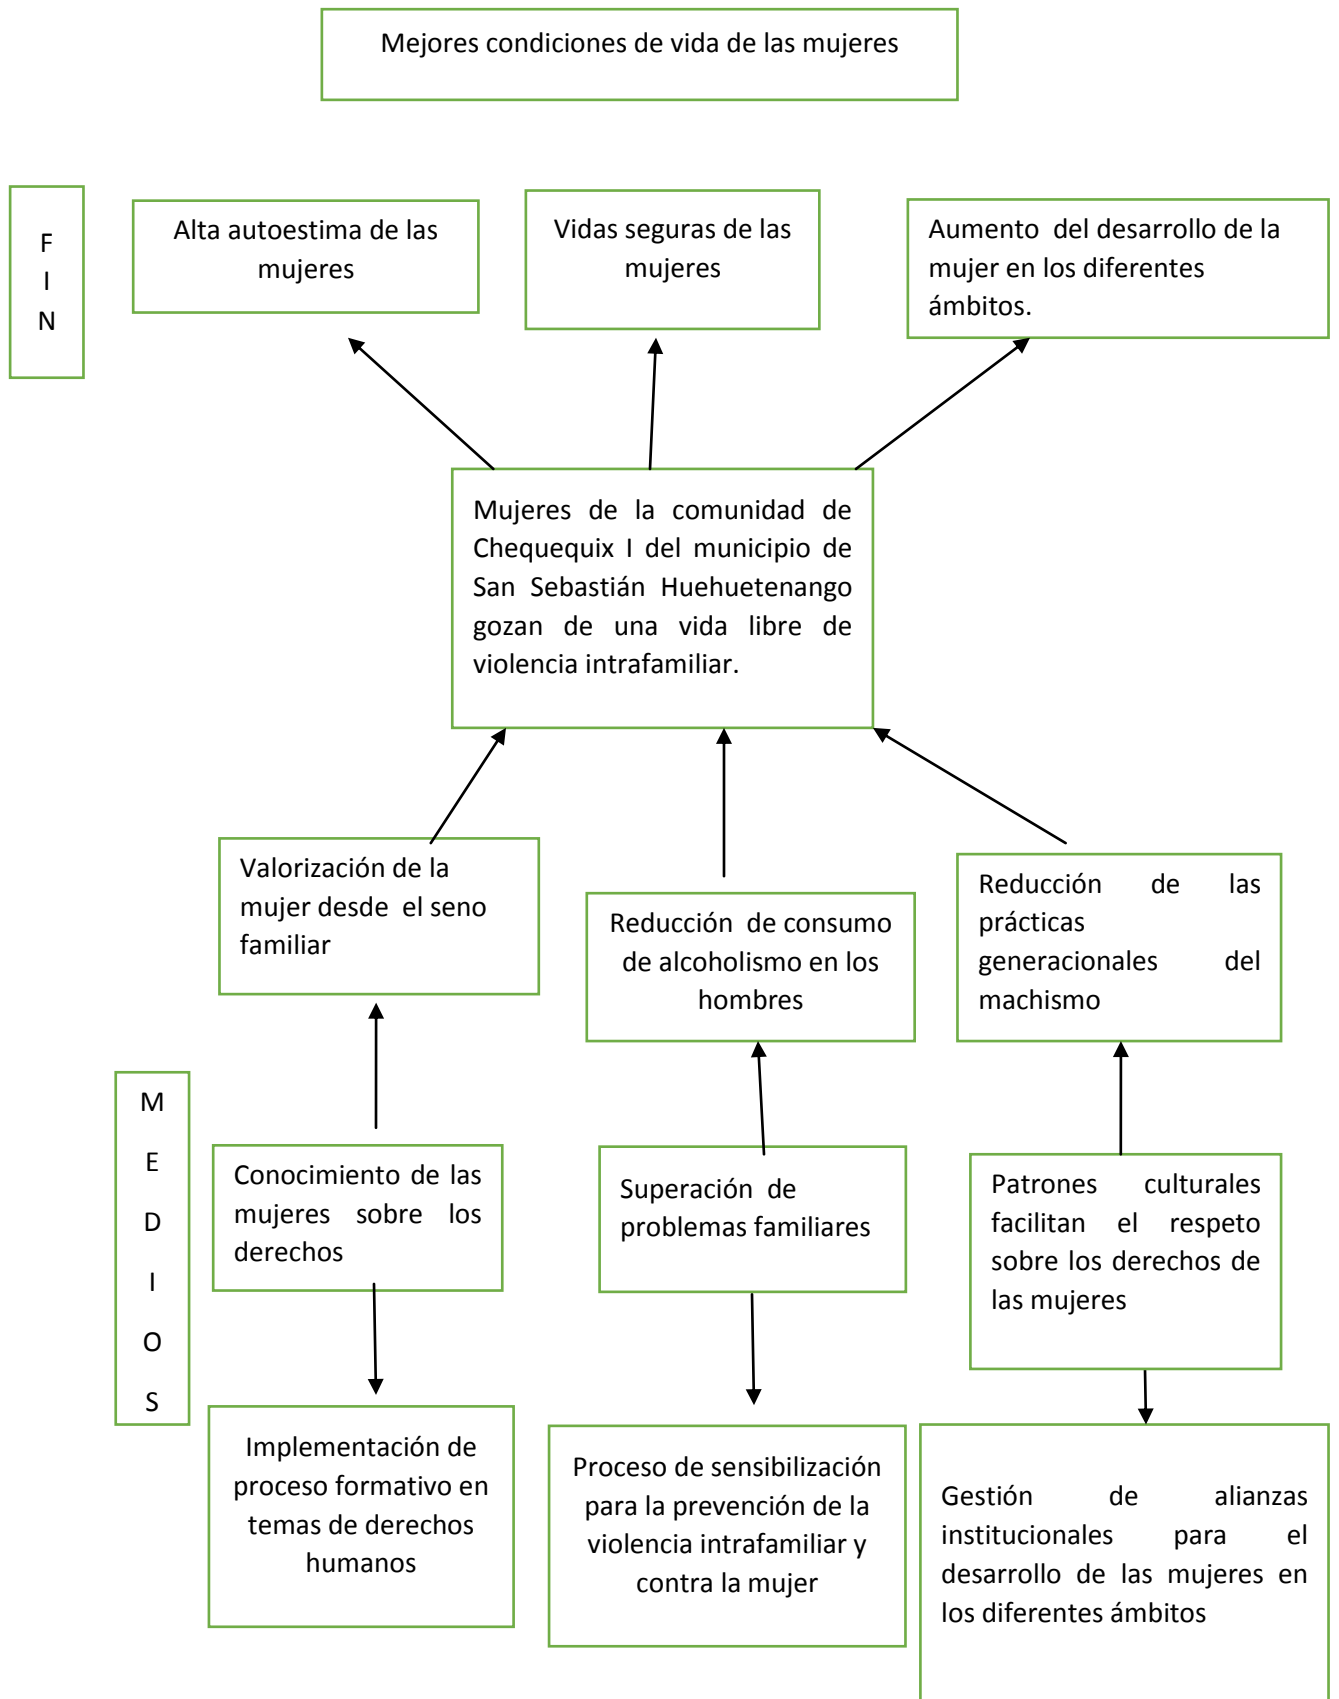 Mejores condiciones de vida de las mujeres
F
I
N
Alta autoestima de las
mujeres
Vidas seguras de las
mujeres
Aumento del desarrollo de la
mujer en los diferentes
ámbitos.
Mujeres de la comunidad de
Chequequix I del municipio de
San Sebastián Huehuetenango
gozan de una vida libre de
violencia intrafamiliar.
Valorización de la
mujer desde el seno
familiar
Reducción de consumo
de alcoholismo en los
hombres
Reducción de las
prácticas
generacionales del
machismo
M
E
D
I
O
S
Conocimiento de las
mujeres sobre los
derechos
Superación de
problemas familiares
Patrones culturales
facilitan el respeto
sobre los derechos de
las mujeres
Implementación de
proceso formativo en
temas de derechos
humanos
Proceso de sensibilización
para la prevención de la
violencia intrafamiliar y
contra la mujer
Gestión de alianzas
institucionales para el
desarrollo de las mujeres en
los diferentes ámbitos